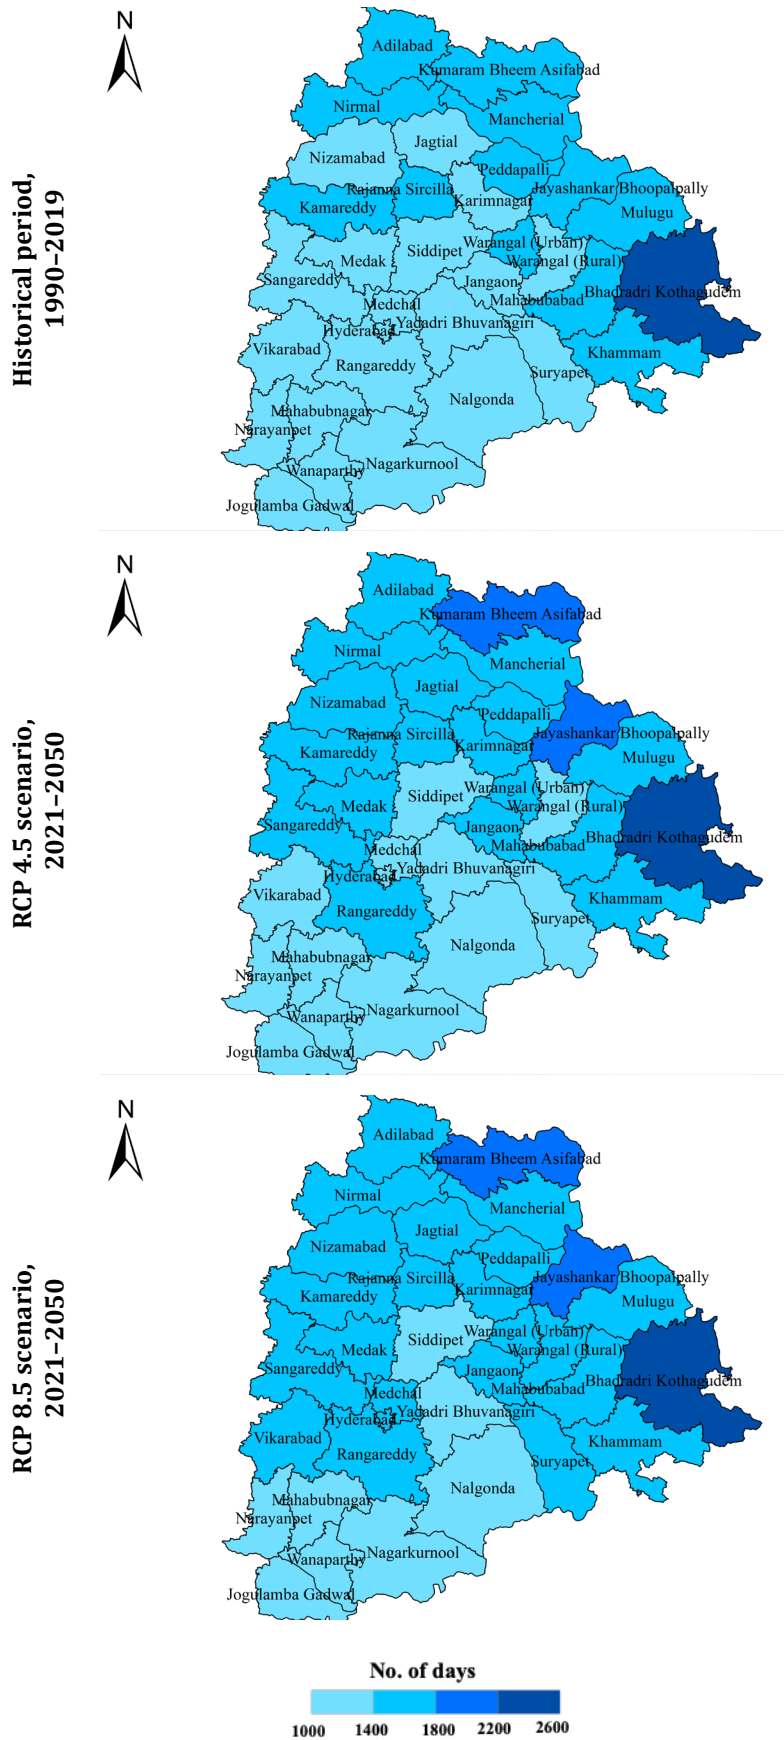 N
Historical period,
1990–2019
Adilabad
Kumaram Bheem Asifabad
Nirmal
Mancherial
Jagtial
Nizamabad
Peddapalli
Rajanna Sircilla
Jayashankar Bhoopalpally
Karimnagar
Kamareddy
Mulugu
Warangal (Urban)
Siddipet
Medak
Warangal (Rural)
Sangareddy
Jangaon
Bhadradri Kothagudem
Mahabubabad
Medchal
Hyderabad
Yadadri Bhuvanagiri
Vikarabad
Khammam
Rangareddy
Suryapet
Nalgonda
Mahabubnagar
Narayanpet
Nagarkurnool
Wanaparthy
Jogulamba Gadwal
N
RCP 4.5 scenario,
2021–2050
Adilabad
Kumaram Bheem Asifabad
Nirmal
Mancherial
Jagtial
Nizamabad
Peddapalli
Rajanna Sircilla
Jayashankar Bhoopalpally
Karimnagar
Kamareddy
Mulugu
Warangal (Urban)
Siddipet
Medak
Warangal (Rural)
Sangareddy
Jangaon
Bhadradri Kothagudem
Mahabubabad
Medchal
Hyderabad
Yadadri Bhuvanagiri
Vikarabad
Khammam
Rangareddy
Suryapet
Nalgonda
Mahabubnagar
Narayanpet
Nagarkurnool
Wanaparthy
Jogulamba Gadwal
N
RCP 8.5 scenario,
2021–2050
Adilabad
Kumaram Bheem Asifabad
Nirmal
Mancherial
Jagtial
Nizamabad
Peddapalli
Rajanna Sircilla
Jayashankar Bhoopalpally
Karimnagar
Kamareddy
Mulugu
Warangal (Urban)
Siddipet
Medak
Warangal (Rural)
Sangareddy
Jangaon
Bhadradri Kothagudem
Mahabubabad
Medchal
Hyderabad
Yadadri Bhuvanagiri
Vikarabad
Khammam
Rangareddy
Suryapet
Nalgonda
Mahabubnagar
Narayanpet
Nagarkurnool
Wanaparthy
Jogulamba Gadwal
No. of days
1000 1400 1800 2200 2600